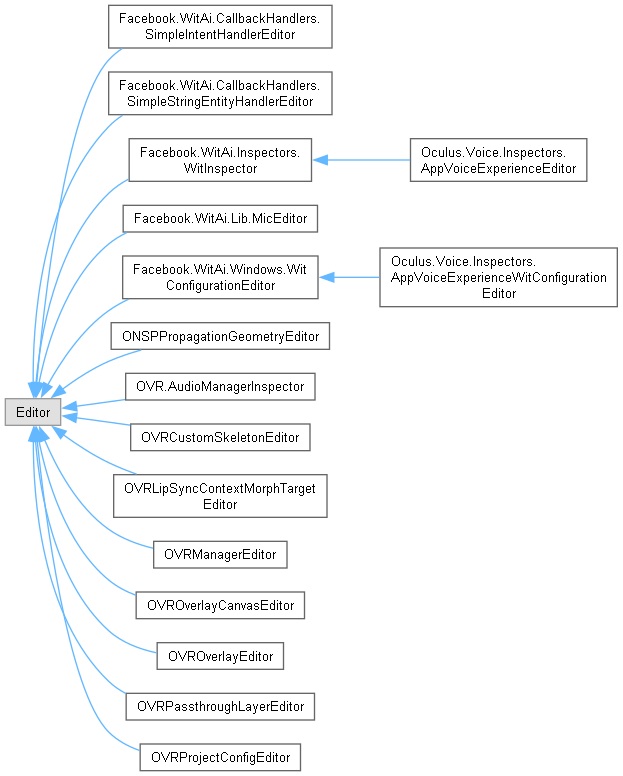 Facebook.WitAi.CallbackHandlers.
SimpleIntentHandlerEditor
Facebook.WitAi.CallbackHandlers.
SimpleStringEntityHandlerEditor
Facebook.WitAi.Inspectors.
WitInspector
Oculus.Voice.Inspectors.
AppVoiceExperienceEditor
Facebook.WitAi.Lib.MicEditor
Facebook.WitAi.Windows.Wit
ConfigurationEditor
Oculus.Voice.Inspectors.
AppVoiceExperienceWitConfiguration
Editor
ONSPPropagationGeometryEditor
OVR.AudioManagerInspector
Editor
OVRCustomSkeletonEditor
OVRLipSyncContextMorphTarget
Editor
OVRManagerEditor
OVROverlayCanvasEditor
OVROverlayEditor
OVRPassthroughLayerEditor
OVRProjectConfigEditor